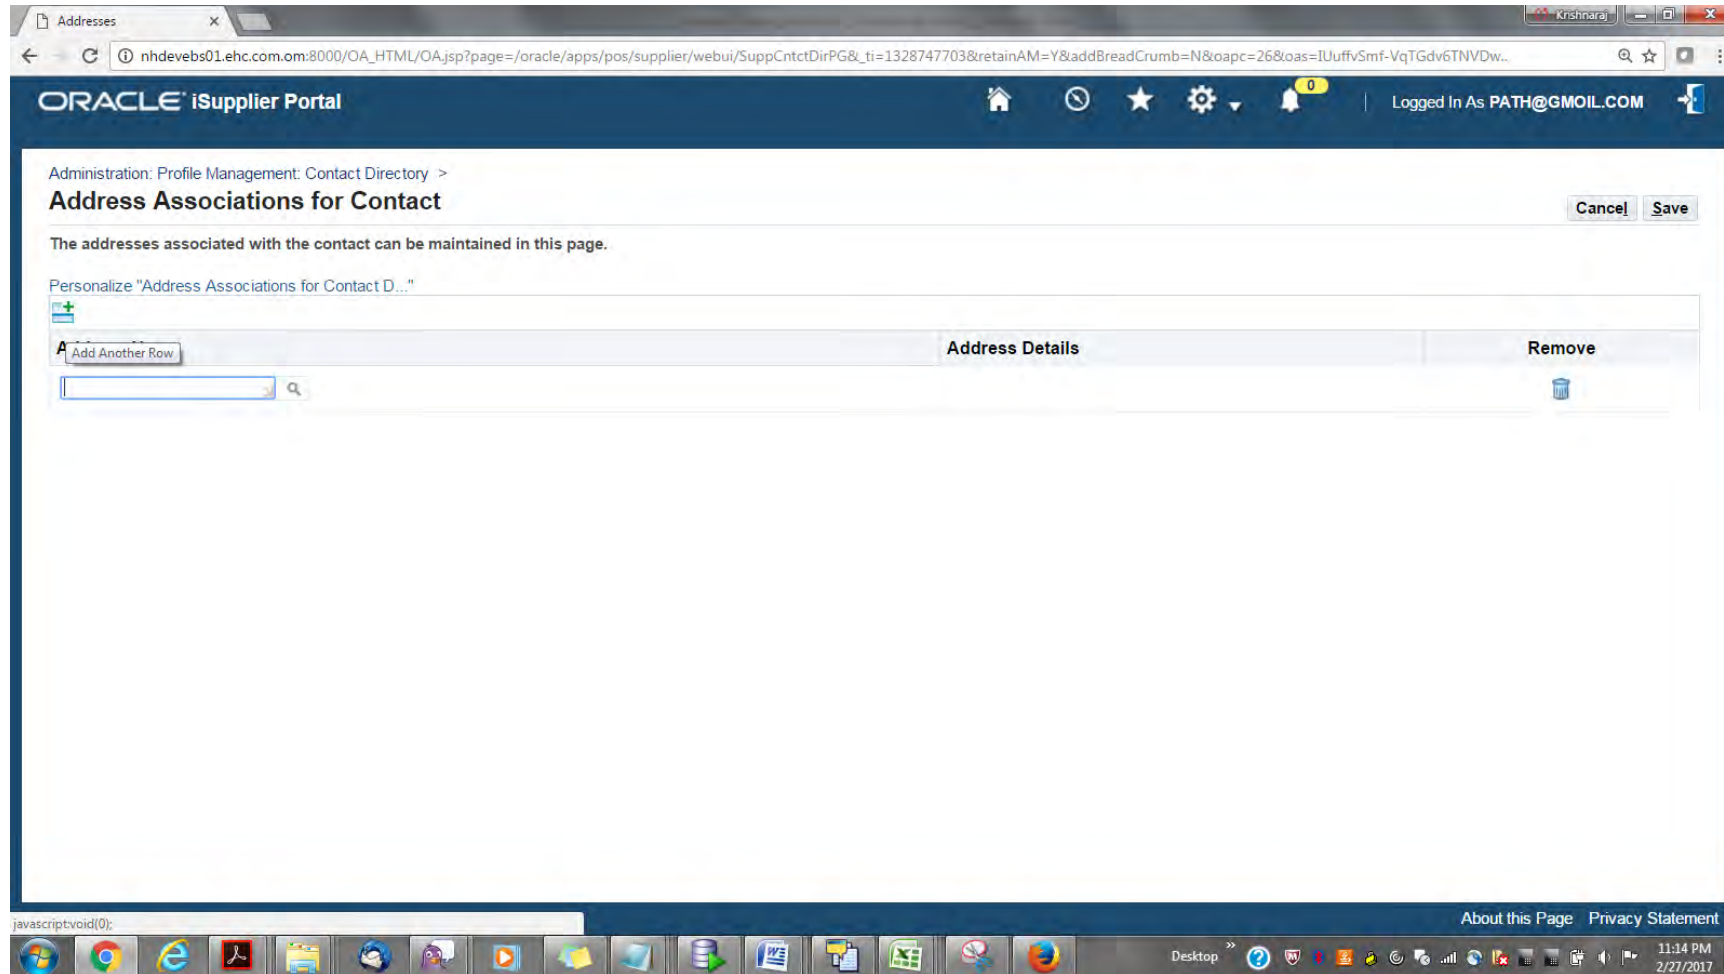 Addresses
Krishnaraj
nhdevebs01.ehc.com.om:8000/OA_HTML/OA.jsp?page=/oracle/apps/pos/supplier/webui/SuppCntctDirPG&_ti=1328747703&retainAM=Y&addBreadCrumb=N&oapc=26&oas=IUuffvSmf-VqTGdv6TNVDw..
ORACLE iSupplier Portal
0
Logged In As PATH@GMOIL.COM
Administration: Profile Management: Contact Directory >
Address Associations for Contact
Cancel Save
The addresses associated with the contact can be maintained in this page.
Personalize "Address Associations for Contact D..."
Add Another Row
Address Details
Remove
About this Page Privacy Statement
javascript:void(0);
Desktop
11:14 PM
2/27/2017